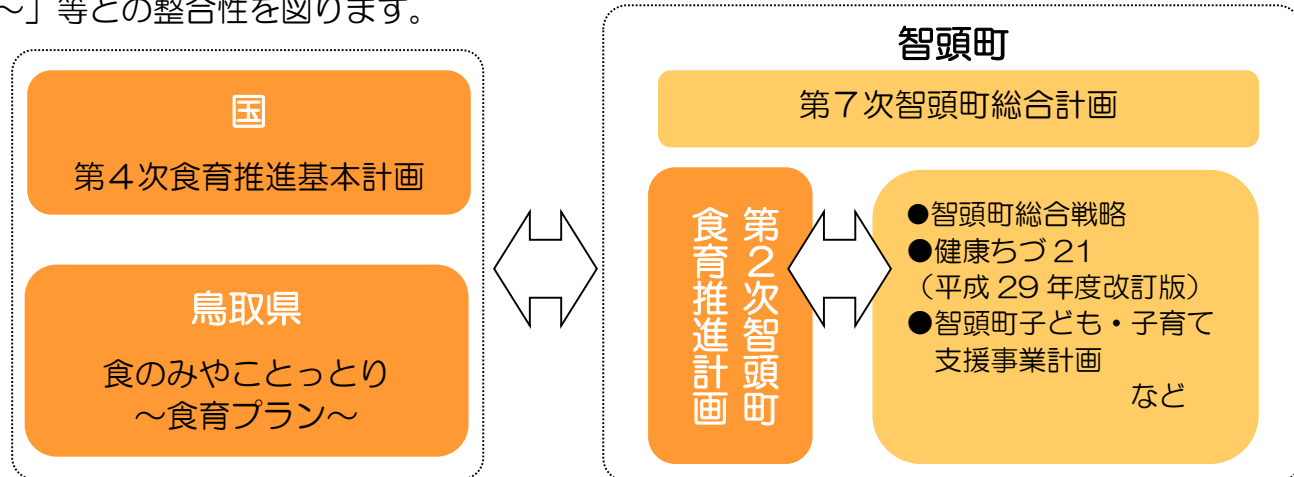 ～」等との整合性を図ります。
国
第４次食育推進基本計画
鳥取県
食のみやことっとり
～食育プラン～
智頭町
第７次智頭町総合計画
第２次智頭町
食育推進計画
●智頭町総合戦略
●健康ちづ 21
（平成 29 年度改訂版）
●智頭町子ども・子育て
支援事業計画
など